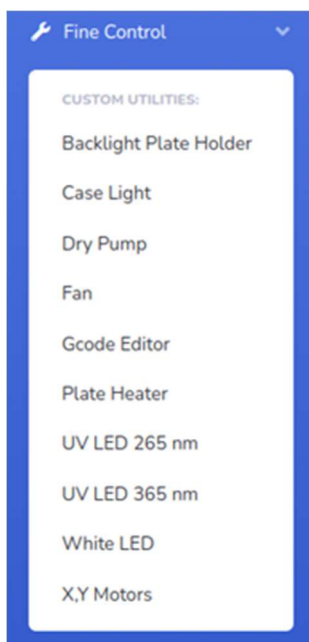 Fine Control
CUSTOM UTILITIES:
Backlight Plate Holder
Case Light
Dry Pump
Fan
Gcode Editor
Plate Heater
UV LED 265 nm
UV LED 365 nm
White LED
X,Y Motors